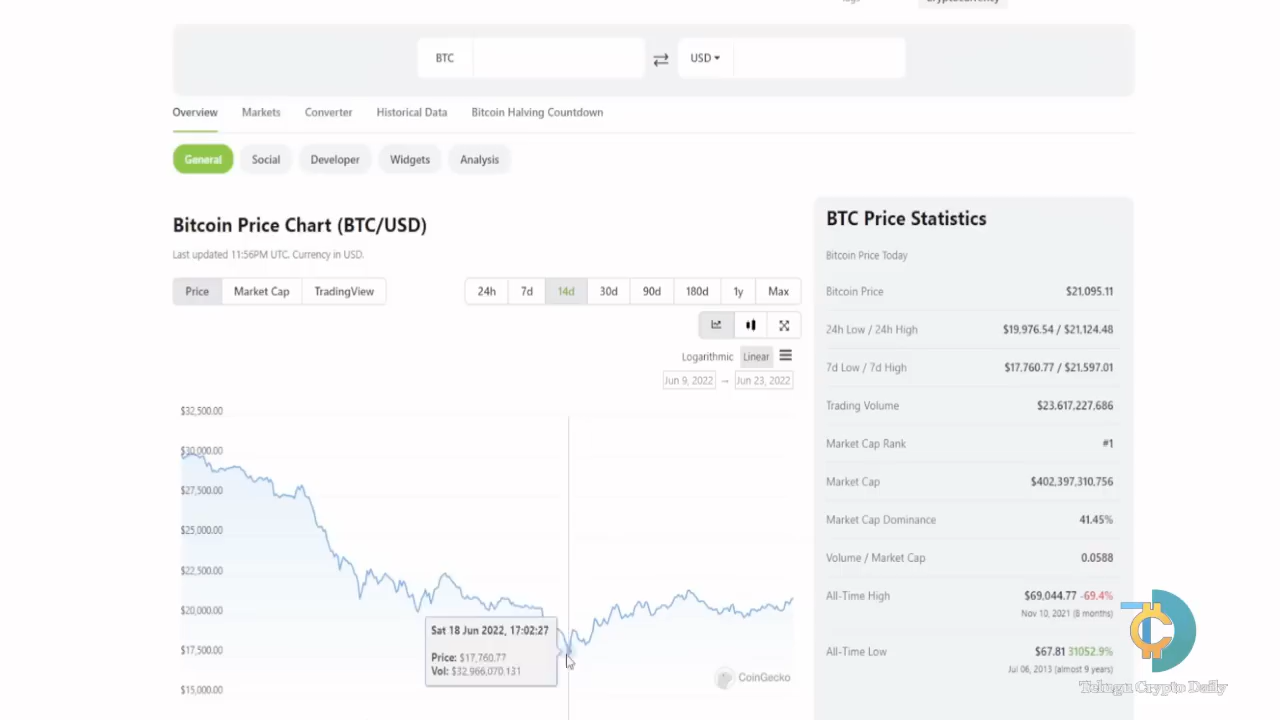 Cryptocurrency
BTC
USD
Overview Markets Converter Historical Data Bitcoin Halving Countdown
General Social Developer Widgets Analysis
Bitcoin Price Chart (BTC/USD)
Last updated 11:56PM UTC. Currency in USD.
Price Market Cap TradingView
24h 7d 14d 30d 90d 180d 1y Max
Logarithmic Linear
Jun 9, 2022 → Jun 23, 2022
$32,500.00
$30,000.00
$27,500.00
$25,000.00
$22,500.00
$20,000.00
$17,500.00
$15,000.00
Sat 18 Jun 2022, 17:02:27
Price: $17,760.77
Vol: $32,966,070,131
CoinGecko
BTC Price Statistics
Bitcoin Price Today
Bitcoin Price $21,095.11
24h Low / 24h High $19,976.54 / $21,124.48
7d Low / 7d High $17,760.77 / $21,597.01
Trading Volume $23,617,227,686
Market Cap Rank #1
Market Cap $402,397,310,756
Market Cap Dominance 41.45%
Volume / Market Cap 0.0588
All-Time High $69,044.77 -69.4%
Nov 10, 2021 (8 months)
All-Time Low $67.81 31052.9%
Jul 06, 2013 (almost 9 years)
Telugu Crypto Daily